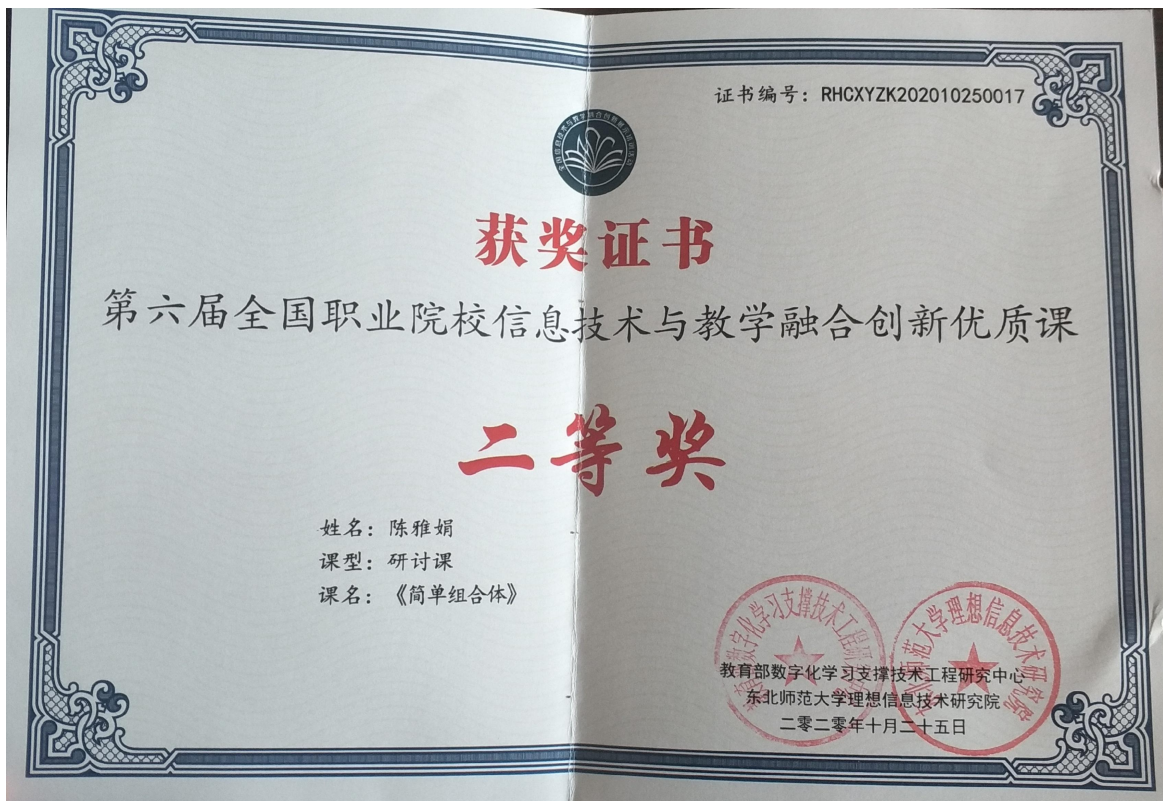 证书编号：RHCXYZK202010250017
获奖证书
第六届全国职业院校信息技术与教学融合创新优质课
二等奖
姓名：陈雅娟
课型：研讨课
课名：《简单组合体》
教育部数字化学习支撑技术工程研究中心
东北师范大学理想信息技术研究院
二零二零年十月二十五日